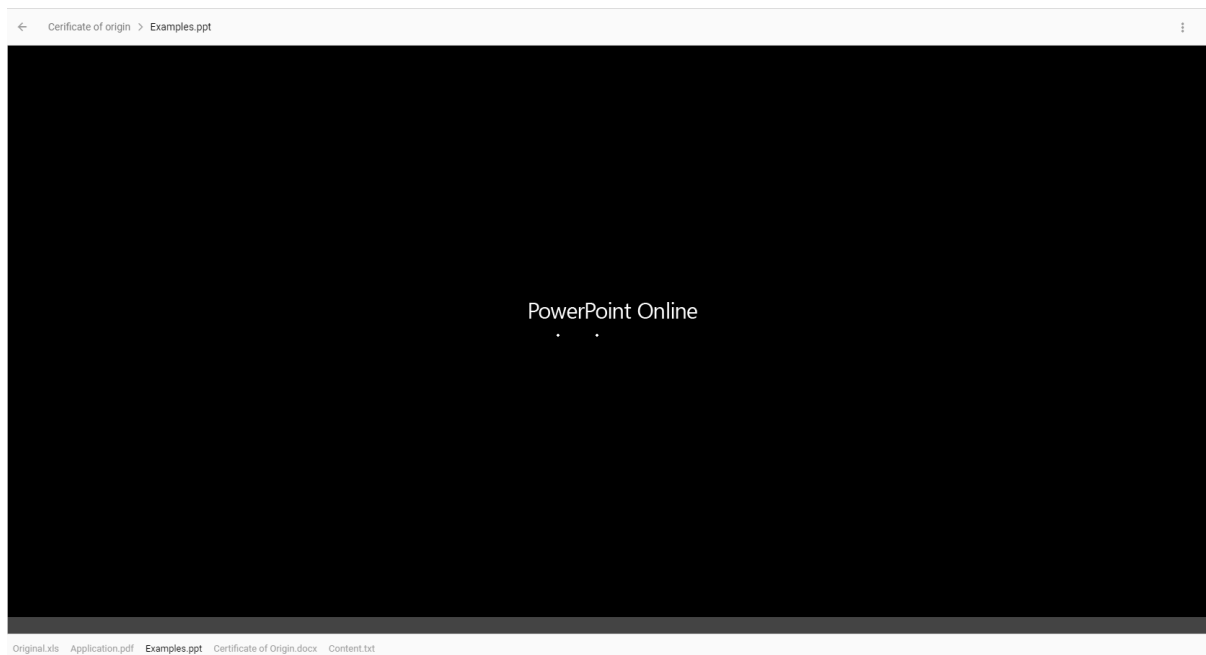 Cerificate of origin > Examples.ppt
PowerPoint Online
Original.xls Application.pdf Examples.ppt Certificate of Origin.docx Content.txt